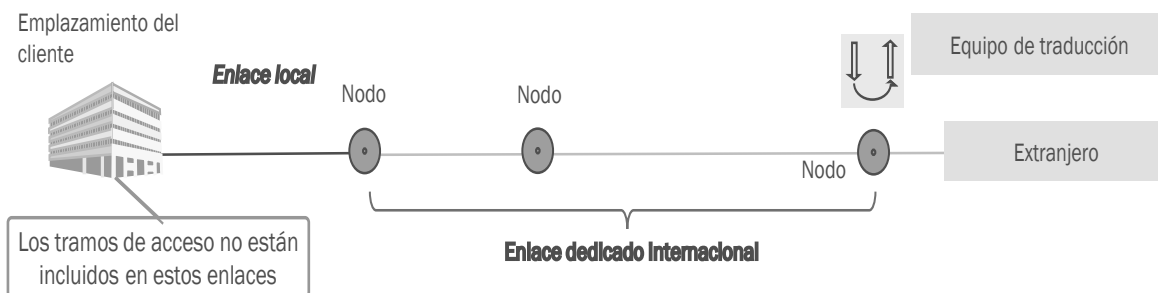 Emplazamiento del
cliente
Enlace local
Nodo
Nodo
Equipo de traducción
Nodo
Extranjero
Los tramos de acceso no están
incluidos en estos enlaces
Enlace dedicado Internacional